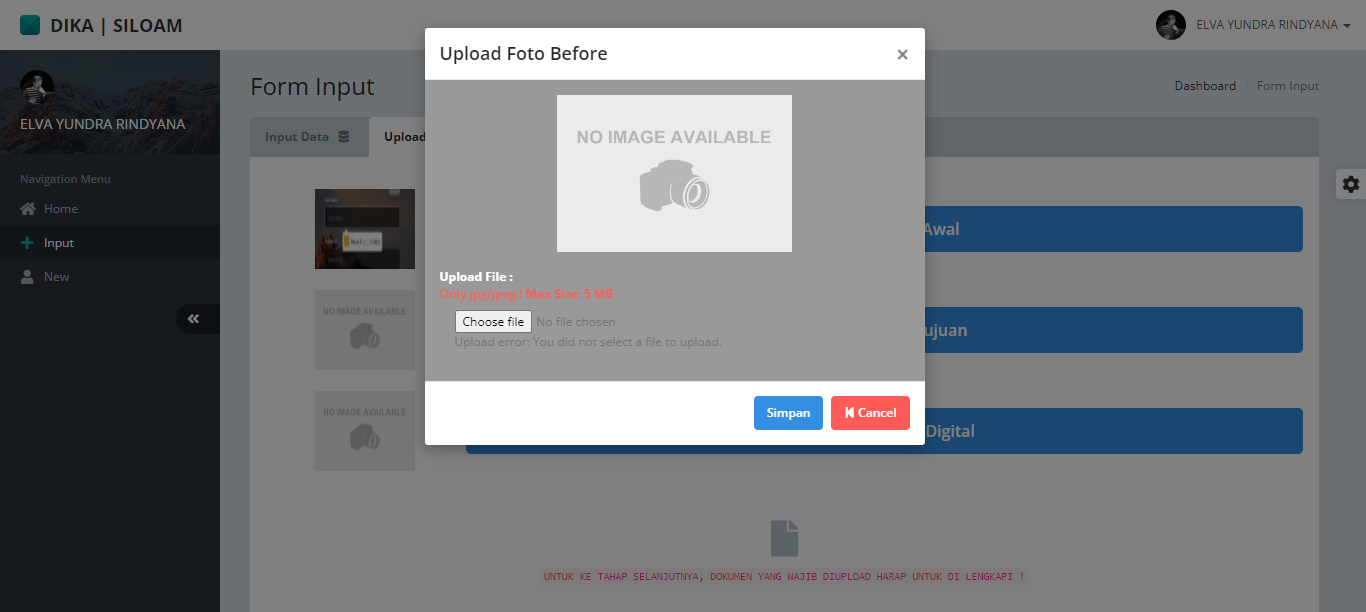 DIKA | SILOAM
ELVA YUNDRA RINDYANA
Upload Foto Before
×
ELVA YUNDRA RINDYANA
Form Input
Dashboard / Form Input
Input Data
Upload
NO IMAGE AVAILABLE
Navigation Menu
Home
Input
New
Awal
Upload File :
Only jpg/jpeg ! Max Size: 5 MB
Choose file No file chosen
Upload error: You did not select a file to upload.
NO IMAGE AVAILABLE
ujuan
NO IMAGE AVAILABLE
Simpan
Cancel
Digital
UNTUK KE TAHAP SELANJUTNYA, DOKUMEN YANG WAJIB DIUPLOAD HARAP UNTUK DI LENGKAPI !